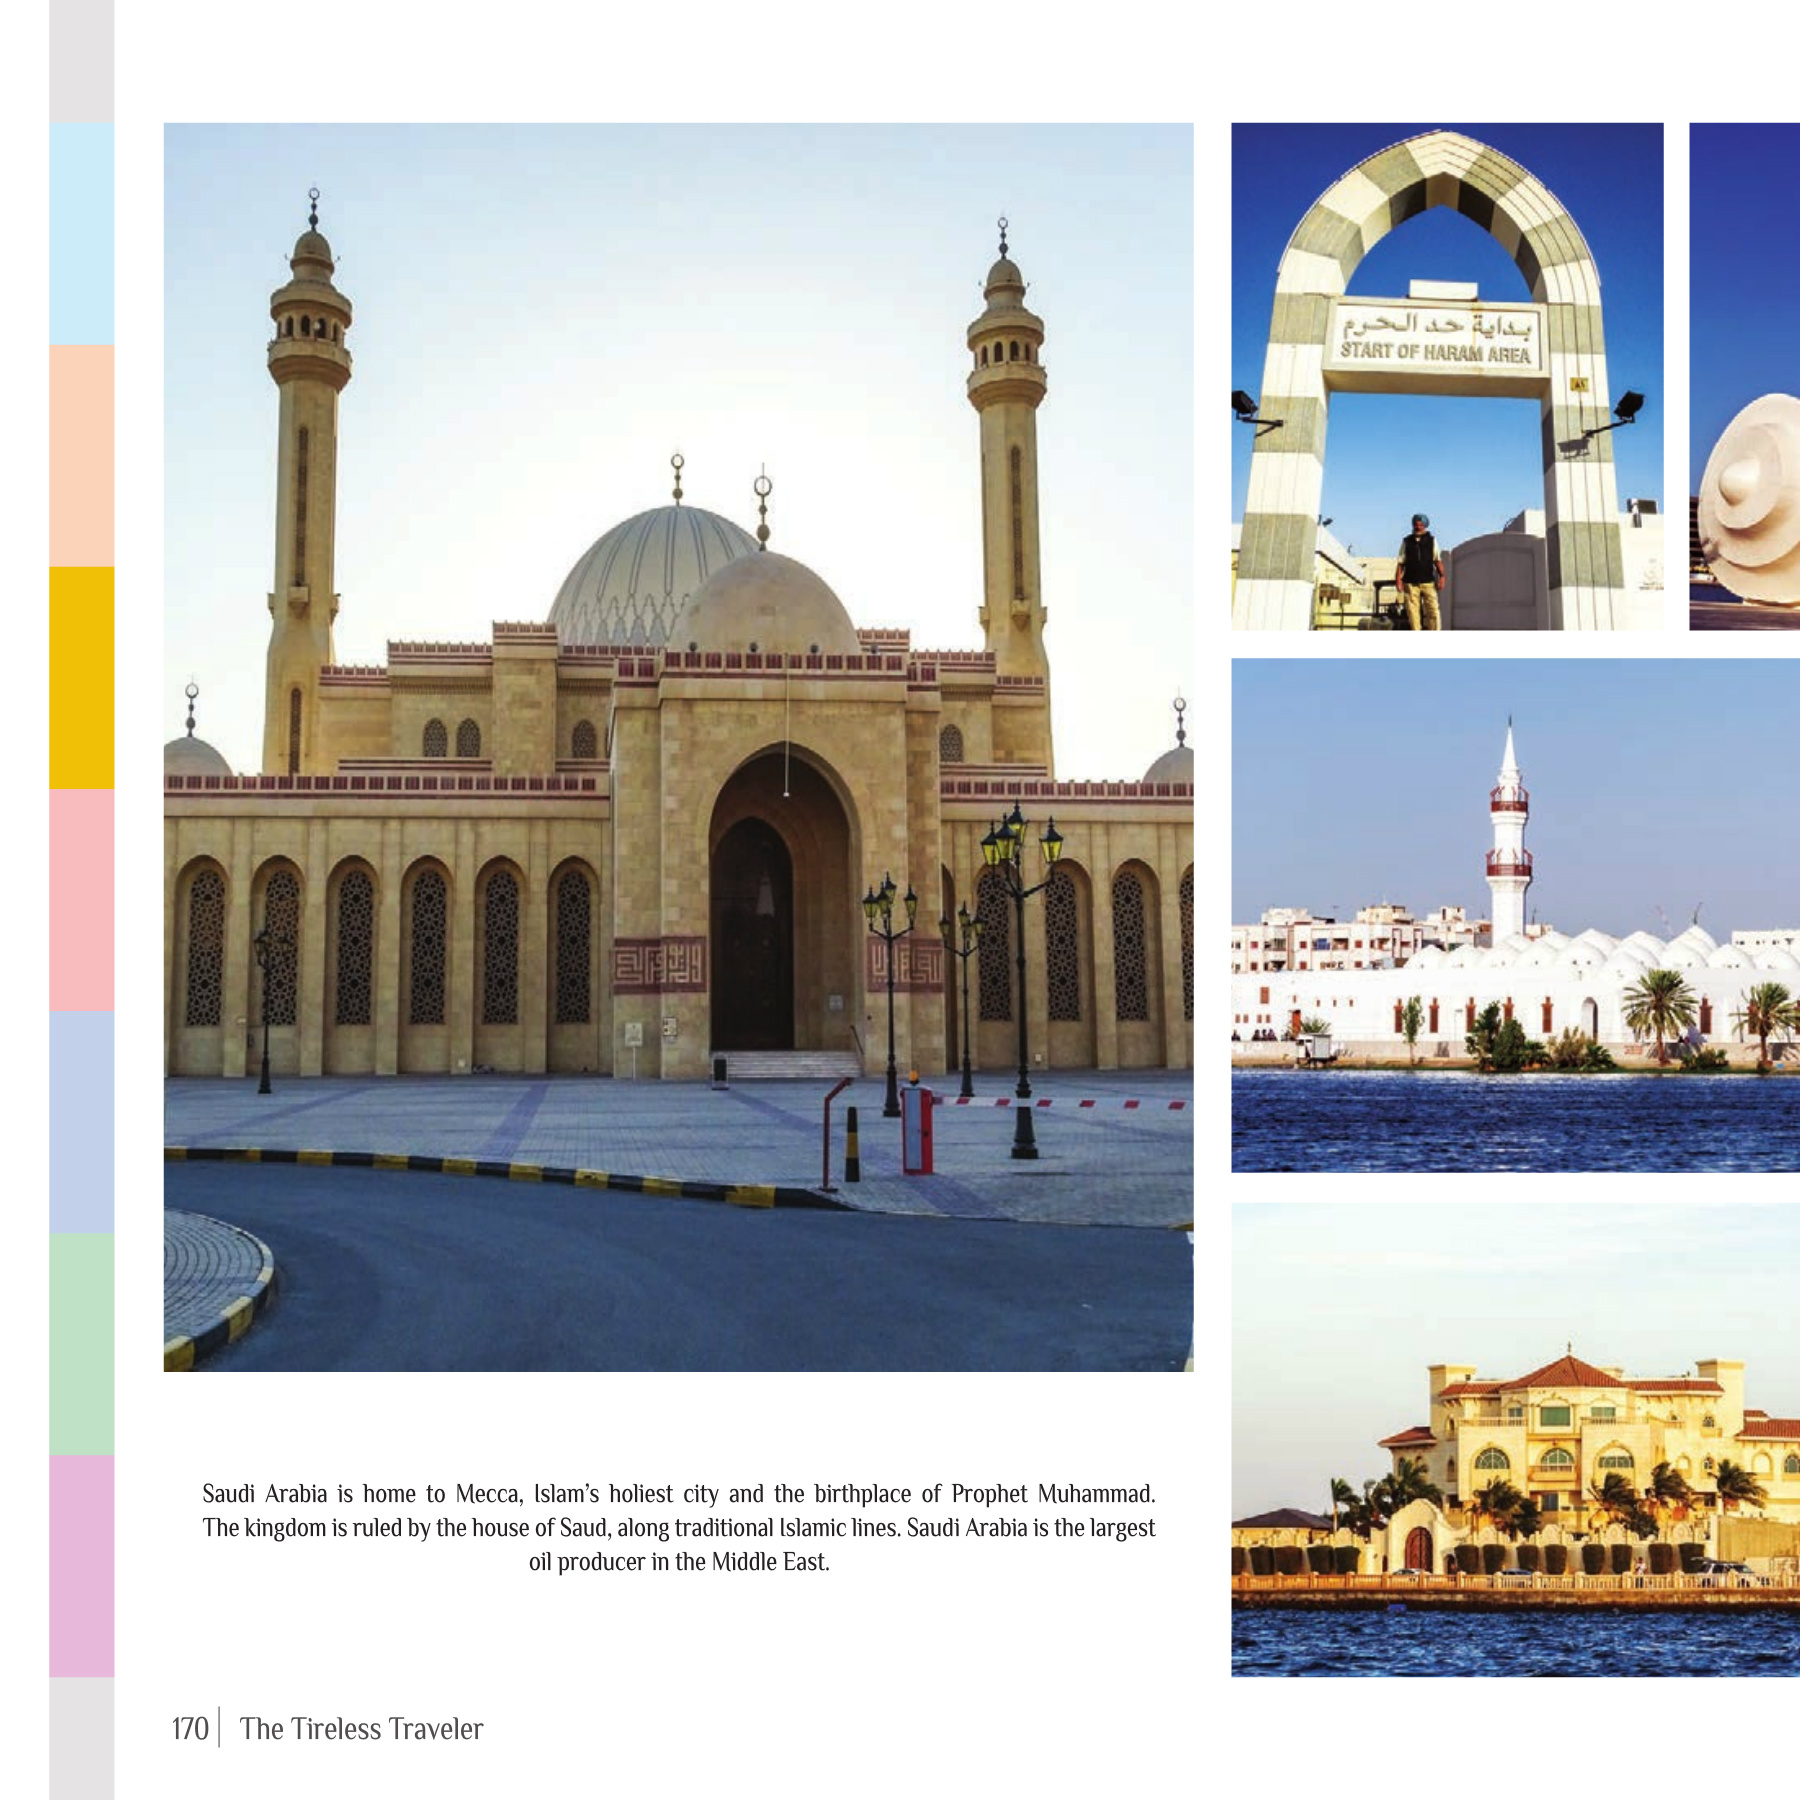 بداية حد الحرم
START OF HARAM AREA
Saudi Arabia is home to Mecca, Islam’s holiest city and the birthplace of Prophet Muhammad.
The kingdom is ruled by the house of Saud, along traditional Islamic lines. Saudi Arabia is the largest
oil producer in the Middle East.
170 | The Tireless Traveler